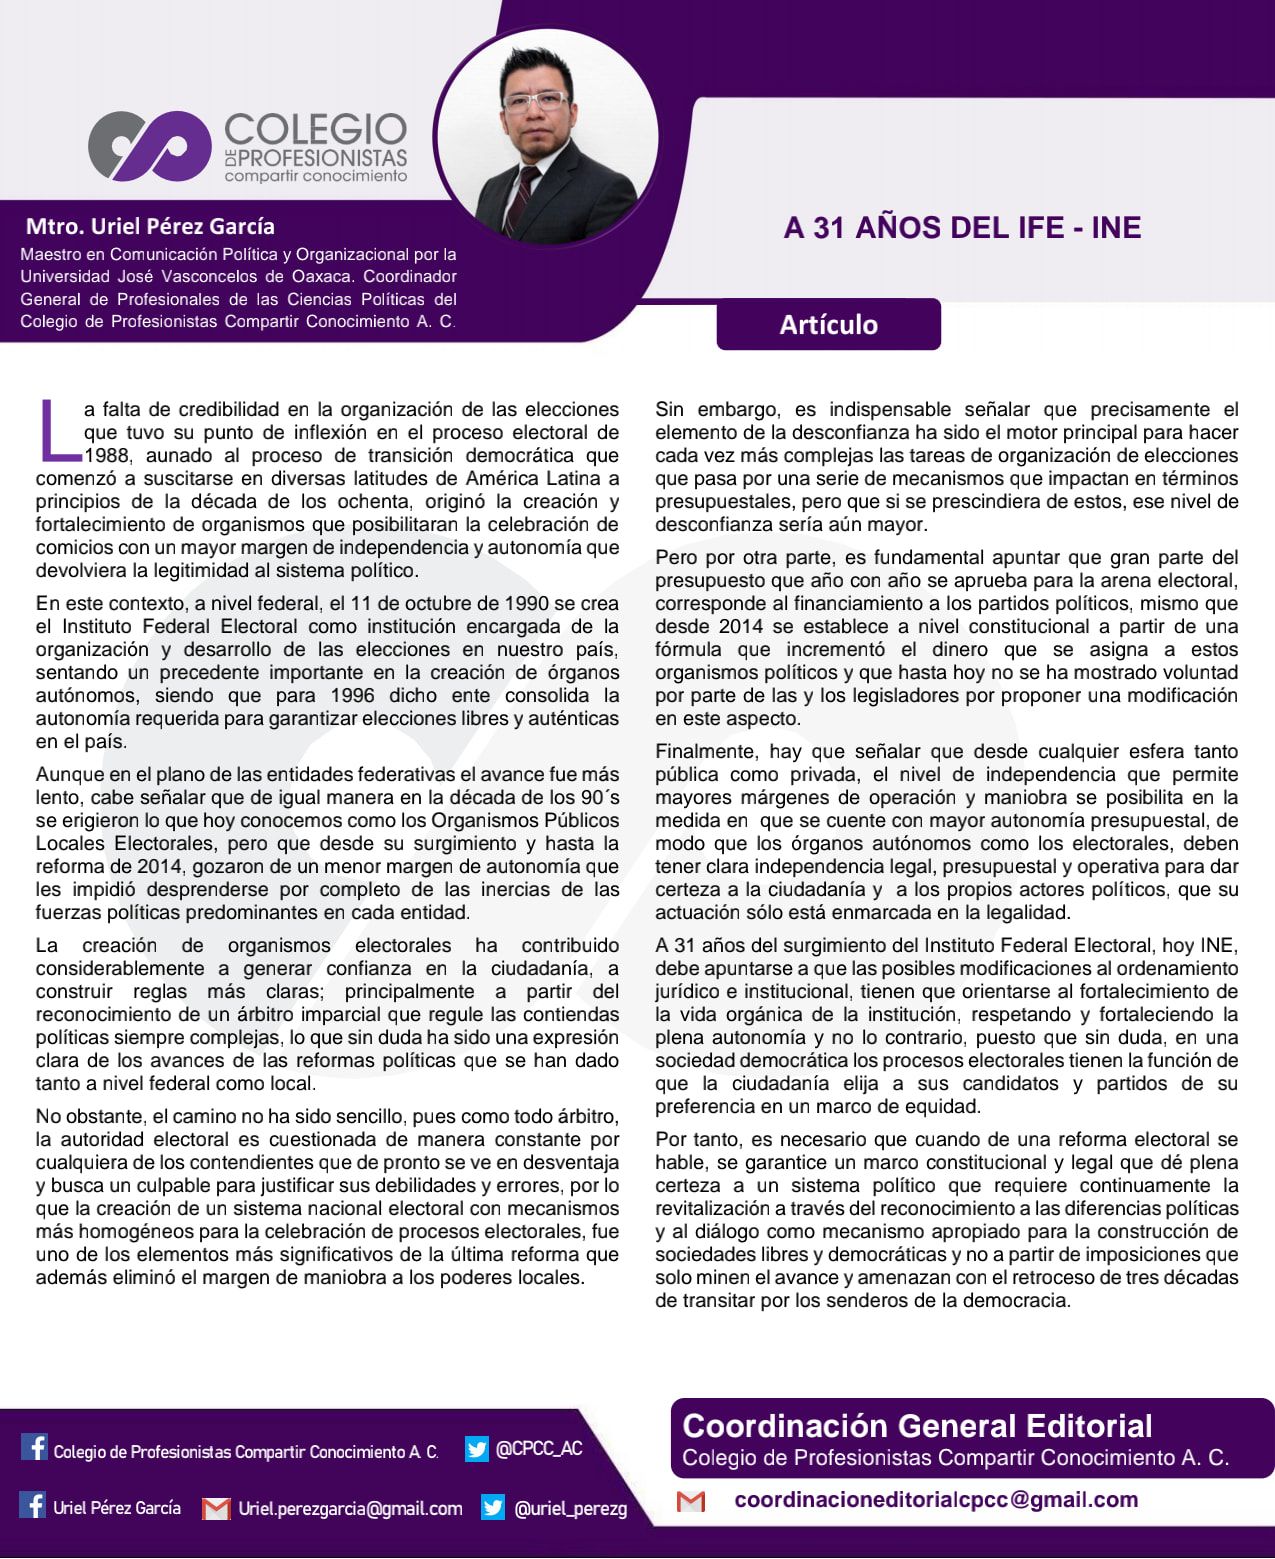 COLEGIO
DE PROFESIONISTAS
compartir conocimiento
Mtro. Uriel Pérez García
Maestro en Comunicación Política y Organizacional por la
Universidad José Vasconcelos de Oaxaca. Coordinador
General de Profesionales de las Ciencias Políticas del
Colegio de Profesionistas Compartir Conocimiento A. C.
A 31 AÑOS DEL IFE - INE
Artículo
La falta de credibilidad en la organización de las elecciones
que tuvo su punto de inflexión en el proceso electoral de
1988, aunado al proceso de transición democrática que
comenzó a suscitarse en diversas latitudes de América Latina a
principios de la década de los ochenta, originó la creación y
fortalecimiento de organismos que posibilitaran la celebración de
comicios con un mayor margen de independencia y autonomía que
devolviera la legitimidad al sistema político.
En este contexto, a nivel federal, el 11 de octubre de 1990 se crea
el Instituto Federal Electoral como institución encargada de la
organización y desarrollo de las elecciones en nuestro país,
sentando un precedente importante en la creación de órganos
autónomos, siendo que para 1996 dicho ente consolida la
autonomía requerida para garantizar elecciones libres y auténticas
en el país.
Aunque en el plano de las entidades federativas el avance fue más
lento, cabe señalar que de igual manera en la década de los 90´s
se erigieron lo que hoy conocemos como los Organismos Públicos
Locales Electorales, pero que desde su surgimiento y hasta la
reforma de 2014, gozaron de un menor margen de autonomía que
les impidió desprenderse por completo de las inercias de las
fuerzas políticas predominantes en cada entidad.
La creación de organismos electorales ha contribuido
considerablemente a generar confianza en la ciudadanía, a
construir reglas más claras; principalmente a partir del
reconocimiento de un árbitro imparcial que regule las contiendas
políticas siempre complejas, lo que sin duda ha sido una expresión
clara de los avances de las reformas políticas que se han dado
tanto a nivel federal como local.
No obstante, el camino no ha sido sencillo, pues como todo árbitro,
la autoridad electoral es cuestionada de manera constante por
cualquiera de los contendientes que de pronto se ve en desventaja
y busca un culpable para justificar sus debilidades y errores, por lo
que la creación de un sistema nacional electoral con mecanismos
más homogéneos para la celebración de procesos electorales, fue
uno de los elementos más significativos de la última reforma que
además eliminó el margen de maniobra a los poderes locales.
Sin embargo, es indispensable señalar que precisamente el
elemento de la desconfianza ha sido el motor principal para hacer
cada vez más complejas las tareas de organización de elecciones
que pasa por una serie de mecanismos que impactan en términos
presupuestales, pero que si se prescindiera de estos, ese nivel de
desconfianza sería aún mayor.
Pero por otra parte, es fundamental apuntar que gran parte del
presupuesto que año con año se aprueba para la arena electoral,
corresponde al financiamiento a los partidos políticos, mismo que
desde 2014 se establece a nivel constitucional a partir de una
fórmula que incrementó el dinero que se asigna a estos
organismos políticos y que hasta hoy no se ha mostrado voluntad
por parte de las y los legisladores por proponer una modificación
en este aspecto.
Finalmente, hay que señalar que desde cualquier esfera tanto
pública como privada, el nivel de independencia que permite
mayores márgenes de operación y maniobra se posibilita en la
medida en  que se cuente con mayor autonomía presupuestal, de
modo que los órganos autónomos como los electorales, deben
tener clara independencia legal, presupuestal y operativa para dar
certeza a la ciudadanía y  a los propios actores políticos, que su
actuación sólo está enmarcada en la legalidad.
A 31 años del surgimiento del Instituto Federal Electoral, hoy INE,
debe apuntarse a que las posibles modificaciones al ordenamiento
jurídico e institucional, tienen que orientarse al fortalecimiento de
la vida orgánica de la institución, respetando y fortaleciendo la
plena autonomía y no lo contrario, puesto que sin duda, en una
sociedad democrática los procesos electorales tienen la función de
que la ciudadanía elija a sus candidatos y partidos de su
preferencia en un marco de equidad.
Por tanto, es necesario que cuando de una reforma electoral se
hable, se garantice un marco constitucional y legal que dé plena
certeza a un sistema político que requiere continuamente la
revitalización a través del reconocimiento a las diferencias políticas
y al diálogo como mecanismo apropiado para la construcción de
sociedades libres y democráticas y no a partir de imposiciones que
solo minen el avance y amenazan con el retroceso de tres décadas
de transitar por los senderos de la democracia.
Colegio de Profesionistas Compartir Conocimiento A. C.
@CPCC_AC
Uriel Pérez García
Uriel.perezgarcia@gmail.com
@uriel_perezg
Coordinación General Editorial
Colegio de Profesionistas Compartir Conocimiento A. C.
coordinacioneditorialcpcc@gmail.com